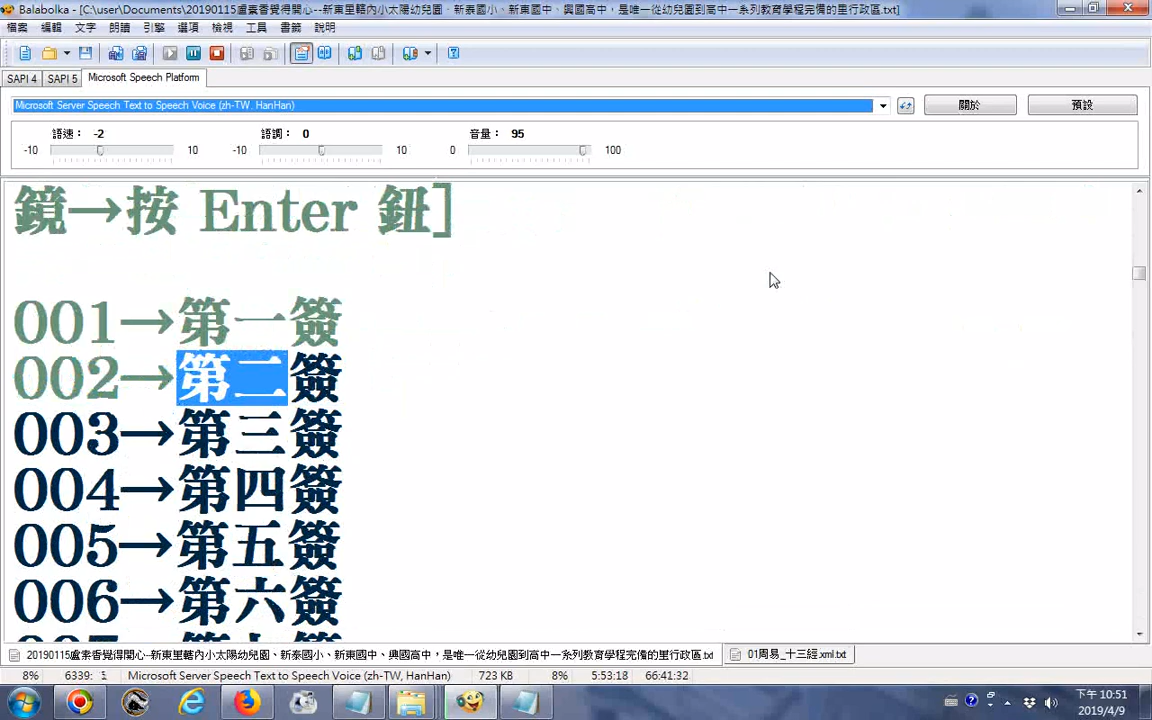 Balabolka - [C:\user\Documents\20190115盧素香覺得開心--新東里轄內小太陽幼兒園、新泰國小、新東國中、興國高中，是唯一從幼兒園到高中一系列教育學程完備的里行政區.txt]
檔案 編輯 文字 朗讀 引擎 選項 檢視 工具 書籤 說明
SAPI 4 SAPI 5 Microsoft Speech Platform
Microsoft Server Speech Text to Speech Voice (zh-TW, HanHan)
關於 預設
語速： -2 語調： 0 音量： 95
-10 10 -10 10 0 100
鏡→按 Enter 鈕]
001→第一簽
002→第二簽
003→第三簽
004→第四簽
005→第五簽
006→第六簽
20190115盧素香覺得開心--新東里轄內小太陽幼兒園、新泰國小、新東國中、興國高中，是唯一從幼兒園到高中一系列教育學程完備的里行政區.txt 01周易_十三經.xml.txt
8% 6339: 1 Microsoft Server Speech Text to Speech Voice (zh-TW, HanHan) 723 KB 8% 5:53:18 66:41:32
下午 10:51
2019/4/9